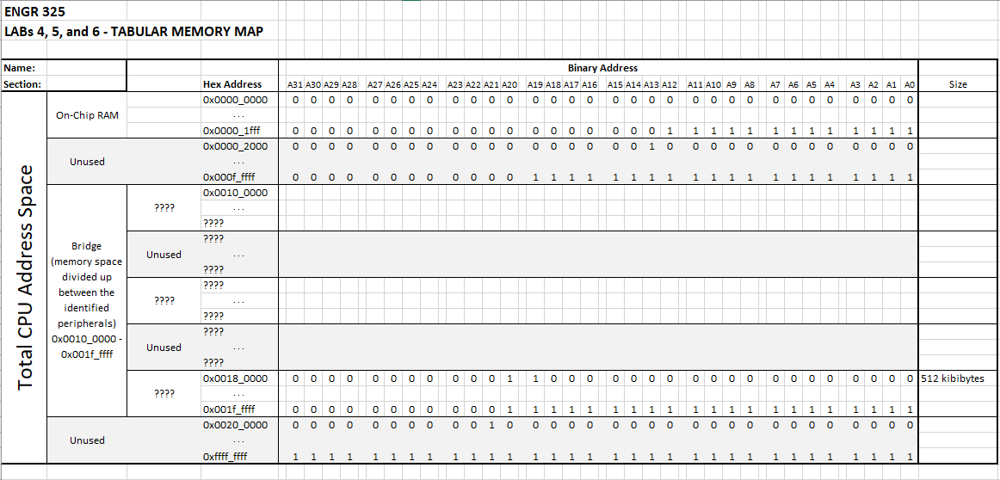 ENGR 325
LABs 4, 5, and 6 - TABULAR MEMORY MAP
Name: Binary Address
Section: Hex Address A31 A30 A29 A28 A27 A26 A25 A24 A23 A22 A21 A20 A19 A18 A17 A16 A15 A14 A13 A12 A11 A10 A9 A8 A7 A6 A5 A4 A3 A2 A1 A0 Size
Total CPU Address Space
On-Chip RAM
0x0000_0000 0 0 0 0 0 0 0 0 0 0 0 0 0 0 0 0 0 0 0 0 0 0 0 0 0 0 0 0 0 0 0 0
...
0x0000_1fff 0 0 0 0 0 0 0 0 0 0 0 0 0 0 0 0 0 0 0 1 1 1 1 1 1 1 1 1 1 1 1 1
Unused
0x0000_2000 0 0 0 0 0 0 0 0 0 0 0 0 0 0 0 0 0 0 1 0 0 0 0 0 0 0 0 0 0 0 0 0
...
0x000f_ffff 0 0 0 0 0 0 0 0 0 0 0 0 1 1 1 1 1 1 1 1 1 1 1 1 1 1 1 1 1 1 1 1
Bridge
(memory space
divided up
between the
identified
peripherals)
0x0010_0000 -
0x001f_ffff
????
0x0010_0000
...
????
Unused
????
...
????
????
????
...
????
Unused
????
...
????
????
0x0018_0000 0 0 0 0 0 0 0 0 0 0 0 1 1 0 0 0 0 0 0 0 0 0 0 0 0 0 0 0 0 0 0 0 512 kibibytes
...
0x001f_ffff 0 0 0 0 0 0 0 0 0 0 0 1 1 1 1 1 1 1 1 1 1 1 1 1 1 1 1 1 1 1 1 1
Unused
0x0020_0000 0 0 0 0 0 0 0 0 0 0 1 0 0 0 0 0 0 0 0 0 0 0 0 0 0 0 0 0 0 0 0 0
...
0xffff_ffff 1 1 1 1 1 1 1 1 1 1 1 1 1 1 1 1 1 1 1 1 1 1 1 1 1 1 1 1 1 1 1 1